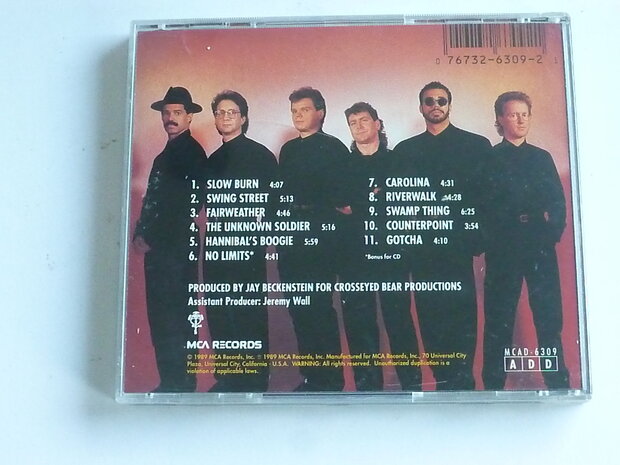 0 76732-6309-2 1
1. SLOW BURN 4:07
2. SWING STREET 5:13
3. FAIRWEATHER 4:46
4. THE UNKNOWN SOLDIER 5:16
5. HANNIBAL'S BOOGIE 5:59
6. NO LIMITS* 4:41
7. CAROLINA 4:31
8. RIVERWALK 4:28
9. SWAMP THING 6:25
10. COUNTERPOINT 3:54
11. GOTCHA 4:10
*Bonus for CD
PRODUCED BY JAY BECKENSTEIN FOR CROSSEYED BEAR PRODUCTIONS
Assistant Producer: Jeremy Wall
MCA RECORDS
© 1989 MCA Records, Inc. ℗ 1989 MCA Records, Inc. Manufactured for MCA Records, Inc., 70 Universal City
Plaza, Universal City, California - U.S.A. WARNING: All rights reserved. Unauthorized duplication is a
violation of applicable laws.
MCAD-6309
ADD